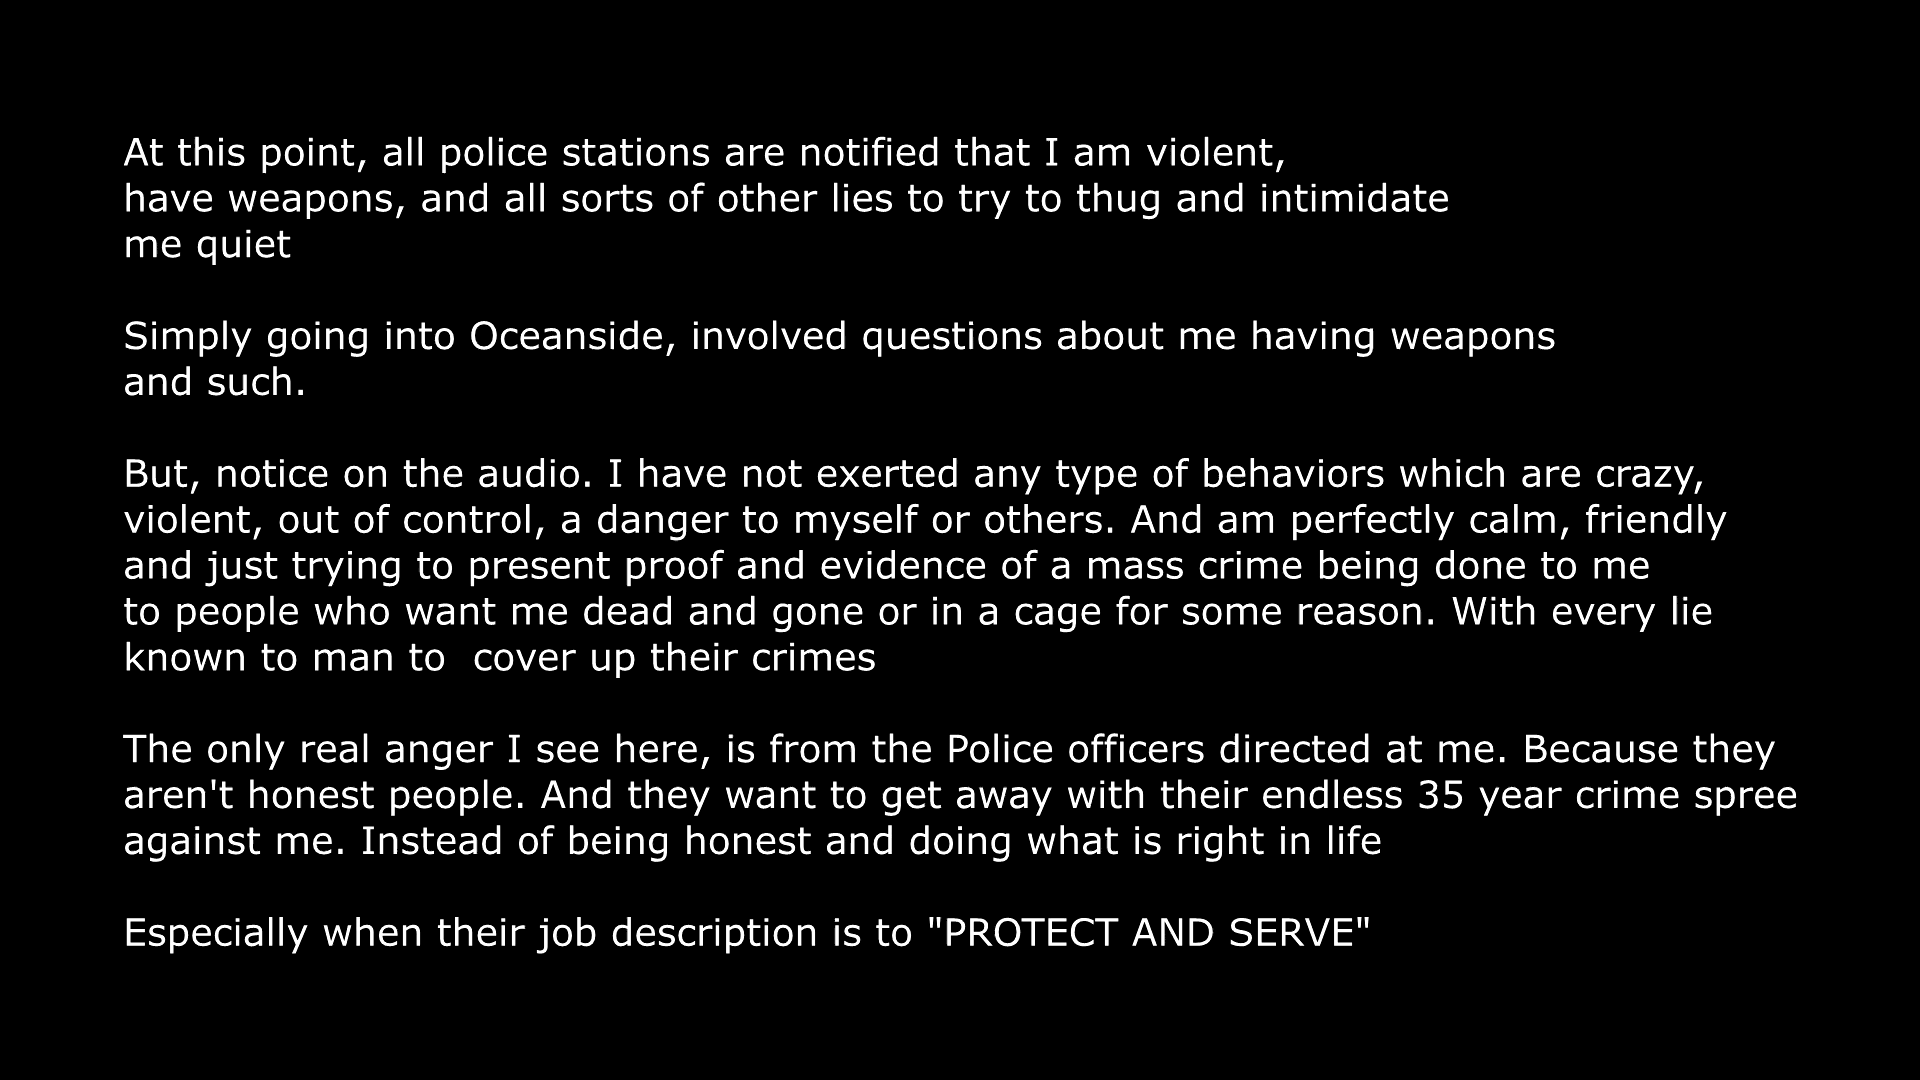 At this point, all police stations are notified that I am violent,
have weapons, and all sorts of other lies to try to thug and intimidate
me quiet
Simply going into Oceanside, involved questions about me having weapons
and such.
But, notice on the audio. I have not exerted any type of behaviors which are crazy,
violent, out of control, a danger to myself or others. And am perfectly calm, friendly
and just trying to present proof and evidence of a mass crime being done to me
to people who want me dead and gone or in a cage for some reason. With every lie
known to man to  cover up their crimes
The only real anger I see here, is from the Police officers directed at me. Because they
aren't honest people. And they want to get away with their endless 35 year crime spree
against me. Instead of being honest and doing what is right in life
Especially when their job description is to "PROTECT AND SERVE"